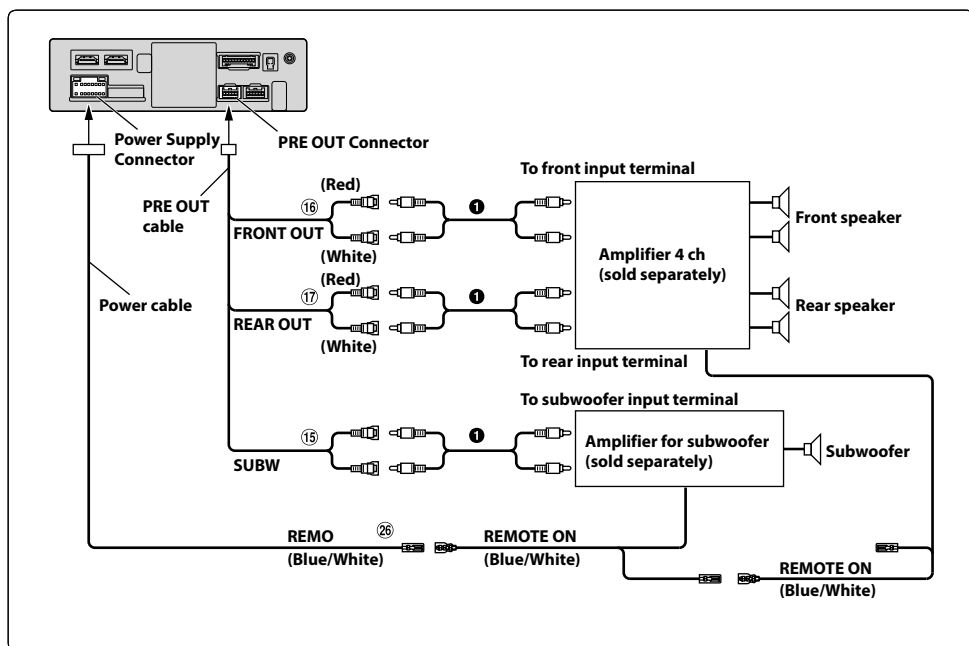 Power Supply
Connector
PRE OUT Connector
PRE OUT
cable
Power cable
(Red)
⑯
FRONT OUT
(White)
❶
To front input terminal
(Red)
⑰
REAR OUT
(White)
❶
To rear input terminal
Amplifier 4 ch
(sold separately)
Front speaker
Rear speaker
To subwoofer input terminal
⑮
SUBW
❶
Amplifier for subwoofer
(sold separately)
Subwoofer
REMO
㉖
(Blue/White)
REMOTE ON
(Blue/White)
REMOTE ON
(Blue/White)